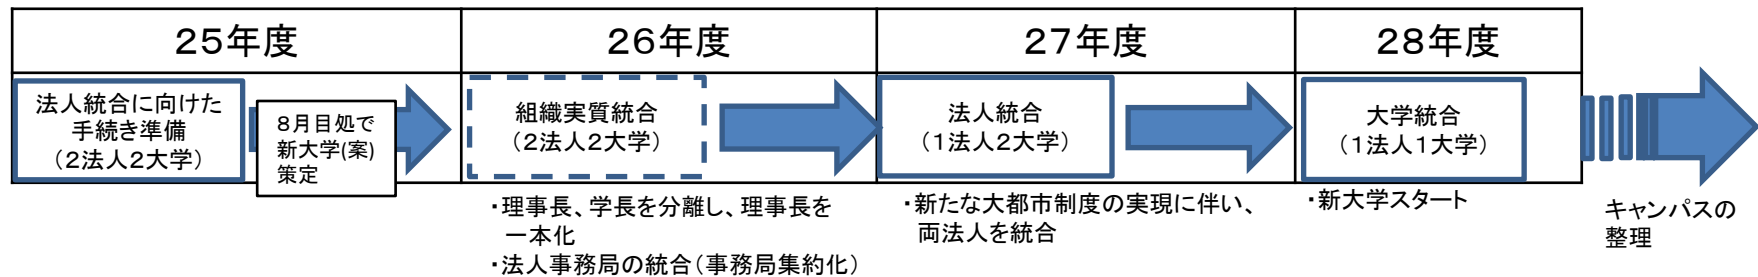 ２５年度
２６年度
２７年度
２８年度
法人統合に向けた
手続き準備
（２法人２大学）
８月目処で
新大学(案)
策定
組織実質統合
（２法人２大学）
法人統合
（１法人２大学）
大学統合
（１法人１大学）
・理事長、学長を分離し、理事長を
一本化
・法人事務局の統合（事務局集約化）
・新たな大都市制度の実現に伴い、
両法人を統合
・新大学スタート
キャンパスの
整理